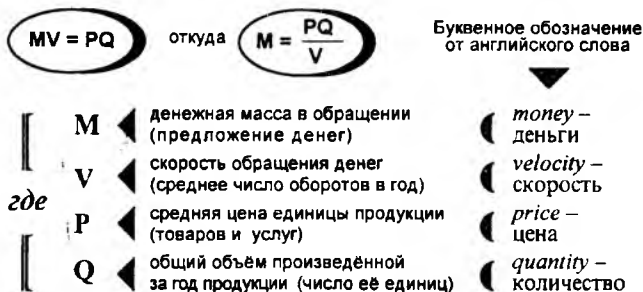 MV = PQ откуда M = PQ / V
Буквенное обозначение
от английского слова
где
M денежная масса в обращении
(предложение денег)
money –
деньги
V скорость обращения денег
(среднее число оборотов в год)
velocity –
скорость
P средняя цена единицы продукции
(товаров и услуг)
price –
цена
Q общий объём произведённой
за год продукции (число её единиц)
quantity –
количество